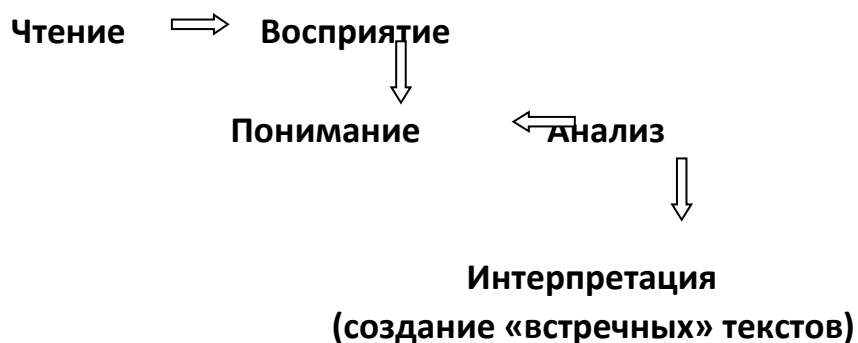 Чтение Восприятие
Понимание Анализ
Интерпретация
(создание «встречных» текстов)